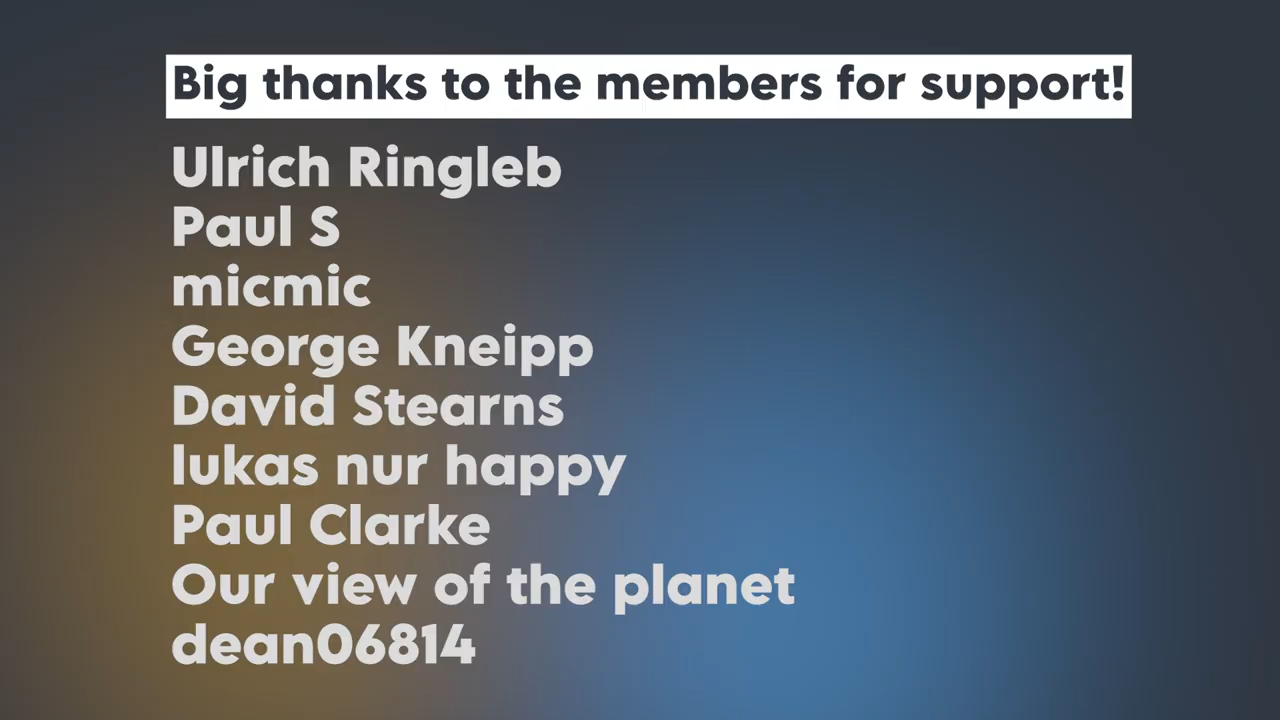 Big thanks to the members for support!
Ulrich Ringleb
Paul S
micmic
George Kneipp
David Stearns
lukas nur happy
Paul Clarke
Our view of the planet
dean06814